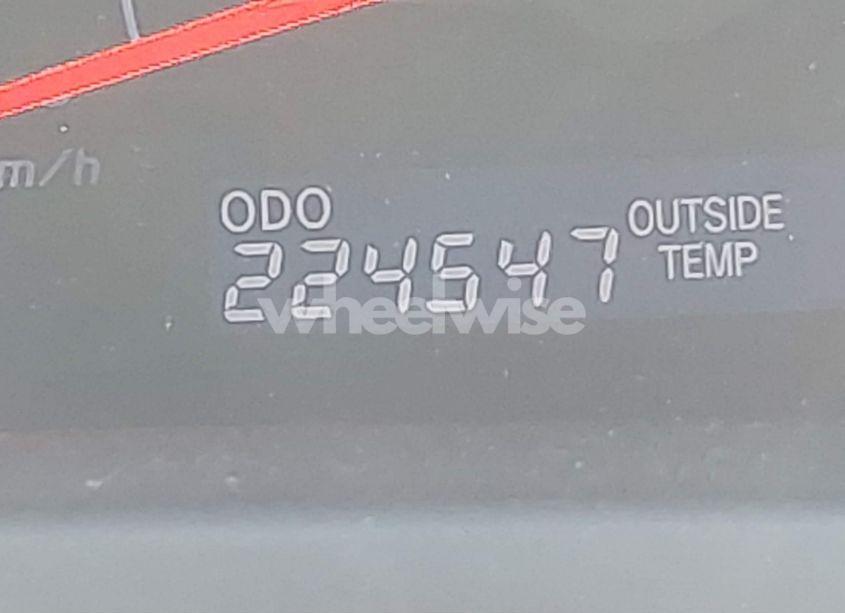 m/h
ODO
224547
OUTSIDE
TEMP
wheelwise